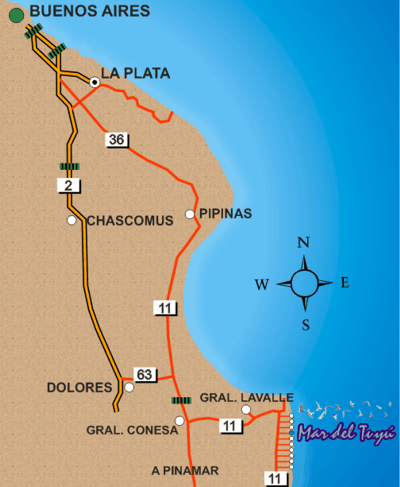 BUENOS AIRES
LA PLATA
36
2
PIPINAS
CHASCOMUS
N
W E
S
11
63
DOLORES
GRAL. LAVALLE
GRAL. CONESA
11
Mar del Tuyú
A PINAMAR
11